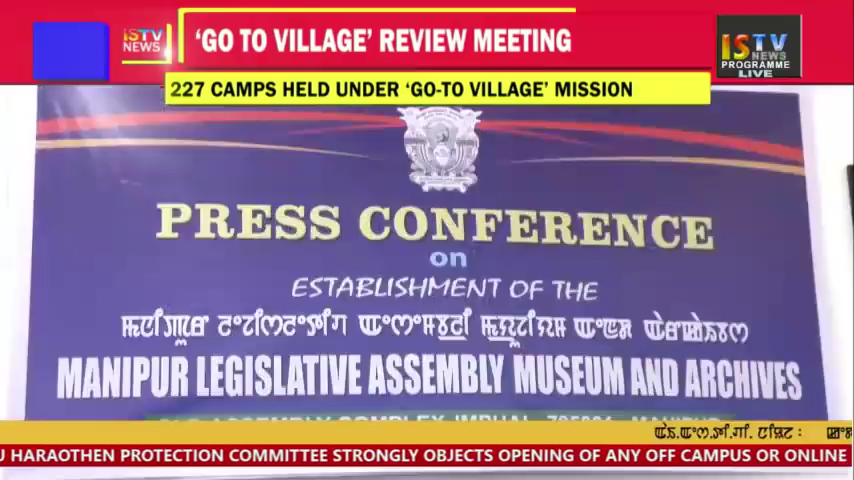 ISTV
NEWS
‘GO TO VILLAGE’ REVIEW MEETING
ISTV
NEWS
PROGRAMME
LIVE
227 CAMPS HELD UNDER ‘GO-TO VILLAGE’ MISSION
PRESS CONFERENCE
on
ESTABLISHMENT OF THE
MANIPUR LEGISLATIVE ASSEMBLY MUSEUM AND ARCHIVES
U HARAOTHEN PROTECTION COMMITTEE STRONGLY OBJECTS OPENING OF ANY OFF CAMPUS OR ONLINE